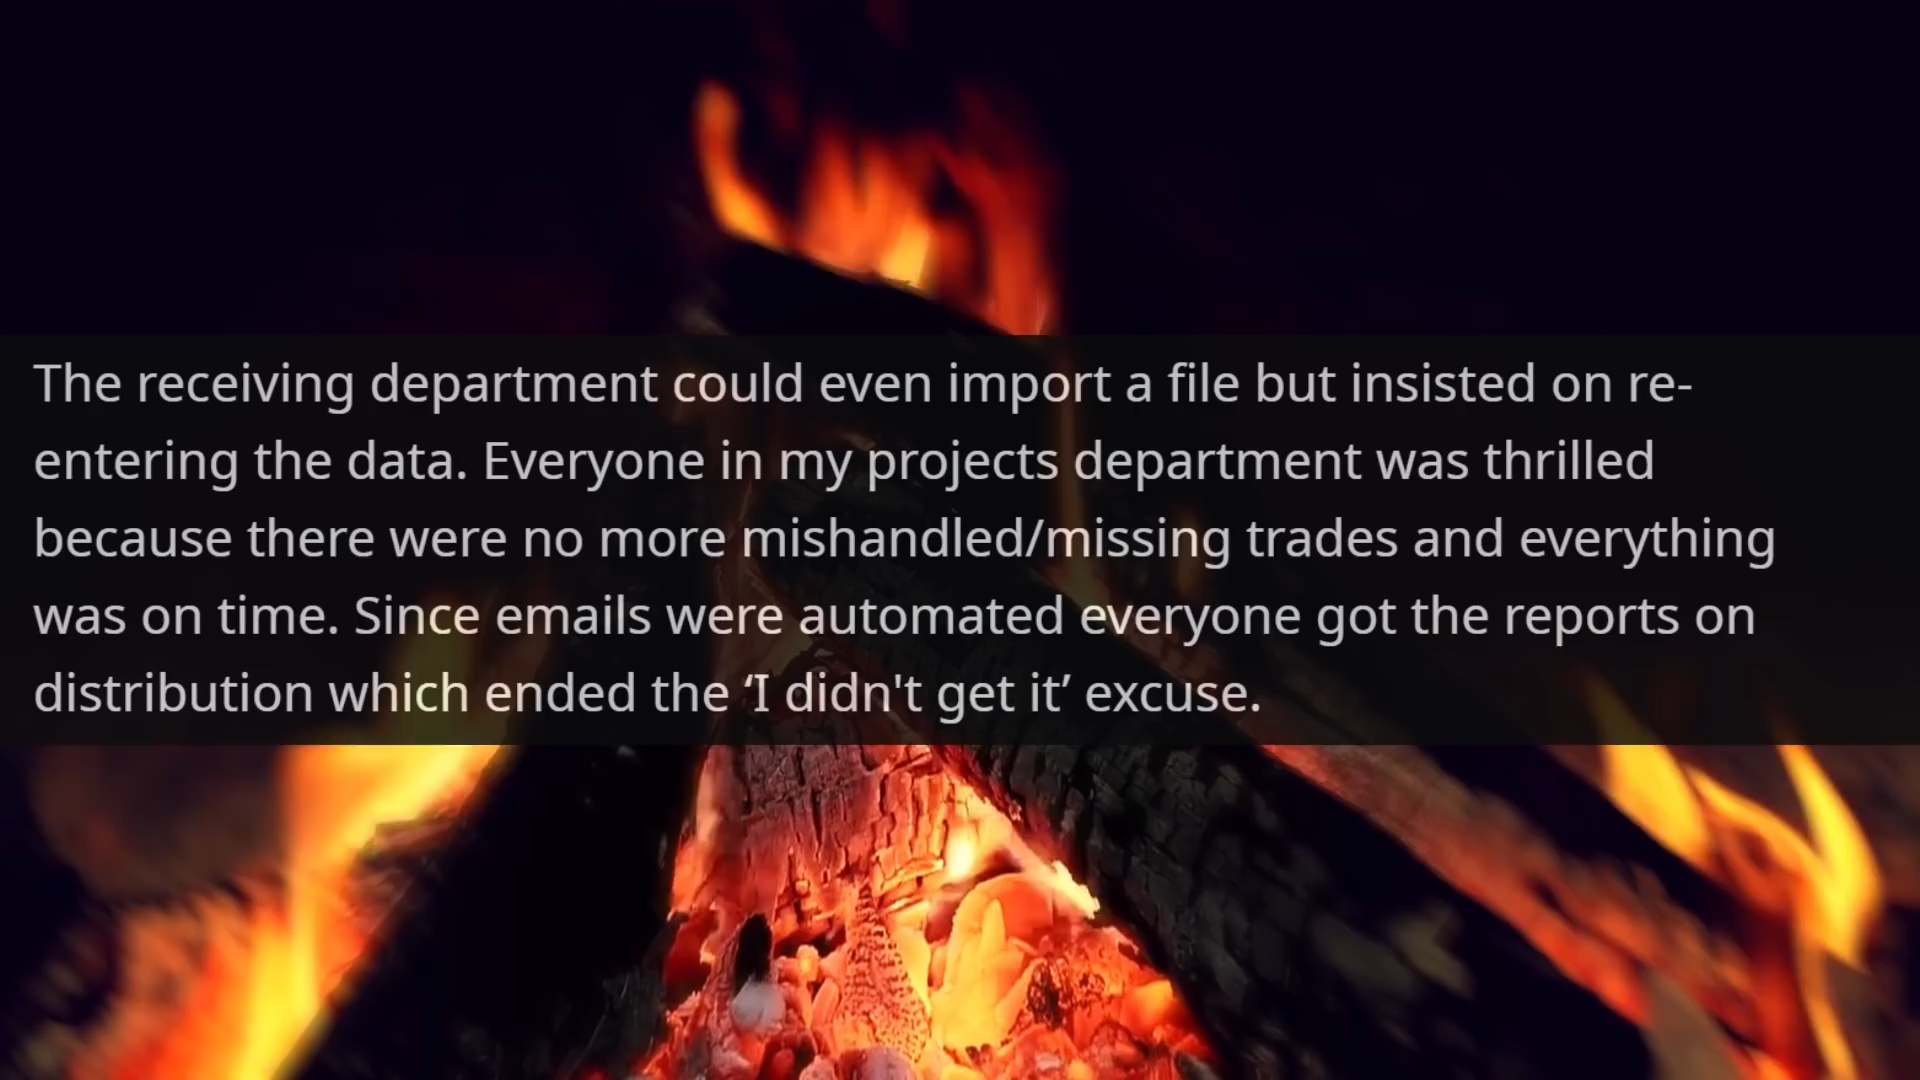 The receiving department could even import a file but insisted on re-
entering the data. Everyone in my projects department was thrilled
because there were no more mishandled/missing trades and everything
was on time. Since emails were automated everyone got the reports on
distribution which ended the ‘I didn't get it’ excuse.